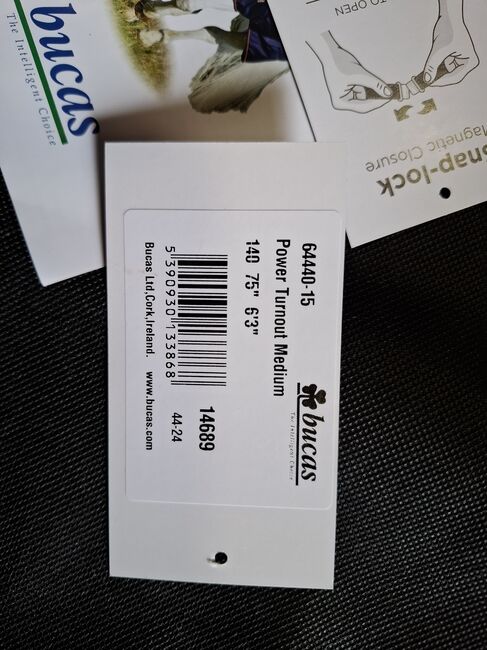 bucas
The Intelligent Choice
TO OPEN
snap-lock
Magnetic Closure
64440-15
Power Turnout Medium
140 75" 6'3"
bucas
The Intelligent Choice
5 390930 133868
14689
44-24
Bucas Ltd,Cork,Ireland. www.bucas.com